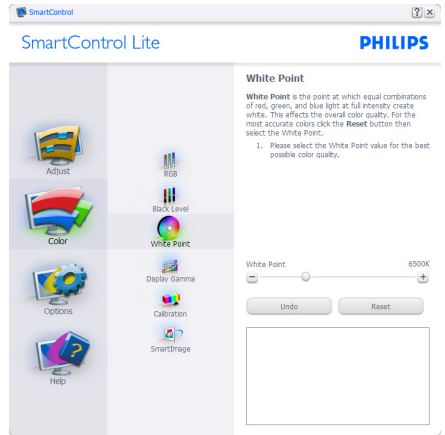 SmartControl
SmartControl Lite
PHILIPS
Adjust
Color
Options
Help
RGB
Black Level
White Point
Display Gamma
Calibration
SmartImage
White Point
White Point is the point at which equal combinations
of red, green, and blue light at full intensity create
white. This effects the overall color quality. For the
most accurate colors click the Reset button then
select the White Point.
1. Please select the White Point value for the best
possible color quality.
White Point 6500K
Undo Reset